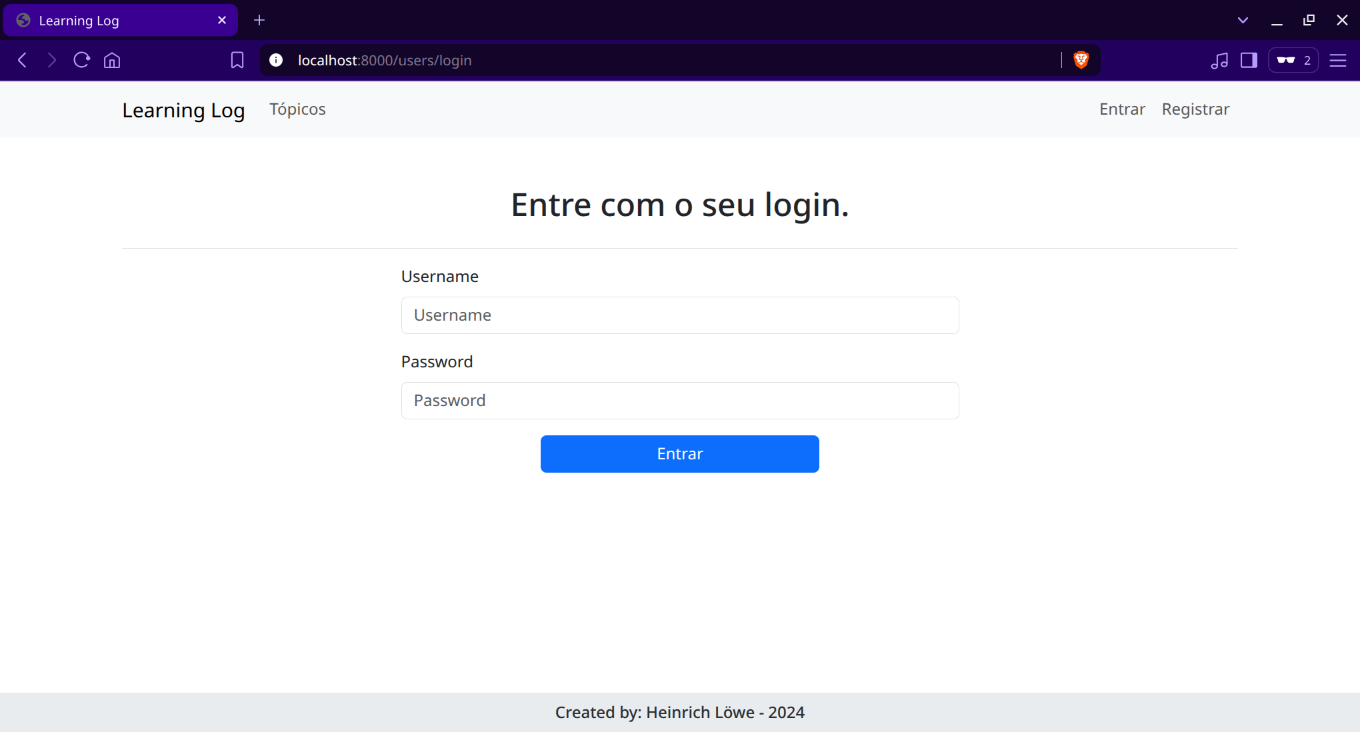 Learning Log
localhost:8000/users/login
2
Learning Log Tópicos Entrar Registrar
Entre com o seu login.
Username
Username
Password
Password
Entrar
Created by: Heinrich Löwe - 2024